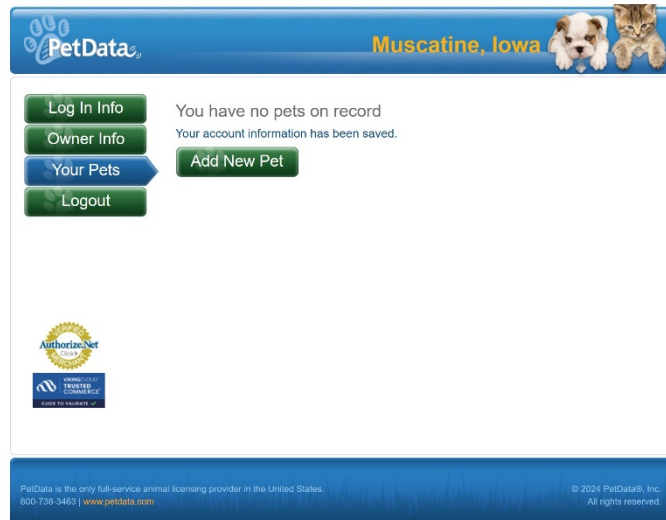 PetData
Muscatine, Iowa
Log In Info
Owner Info
Your Pets
Logout
You have no pets on record
Your account information has been saved.
Add New Pet
VERIFIED
Authorize.Net
Click
MERCHANT
VIKINGCLOUD
TRUSTED
COMMERCE
CLICK TO VALIDATE
PetData is the only full-service animal licensing provider in the United States.
800-738-3463 | www.petdata.com
© 2024 PetData®, Inc.
All rights reserved.